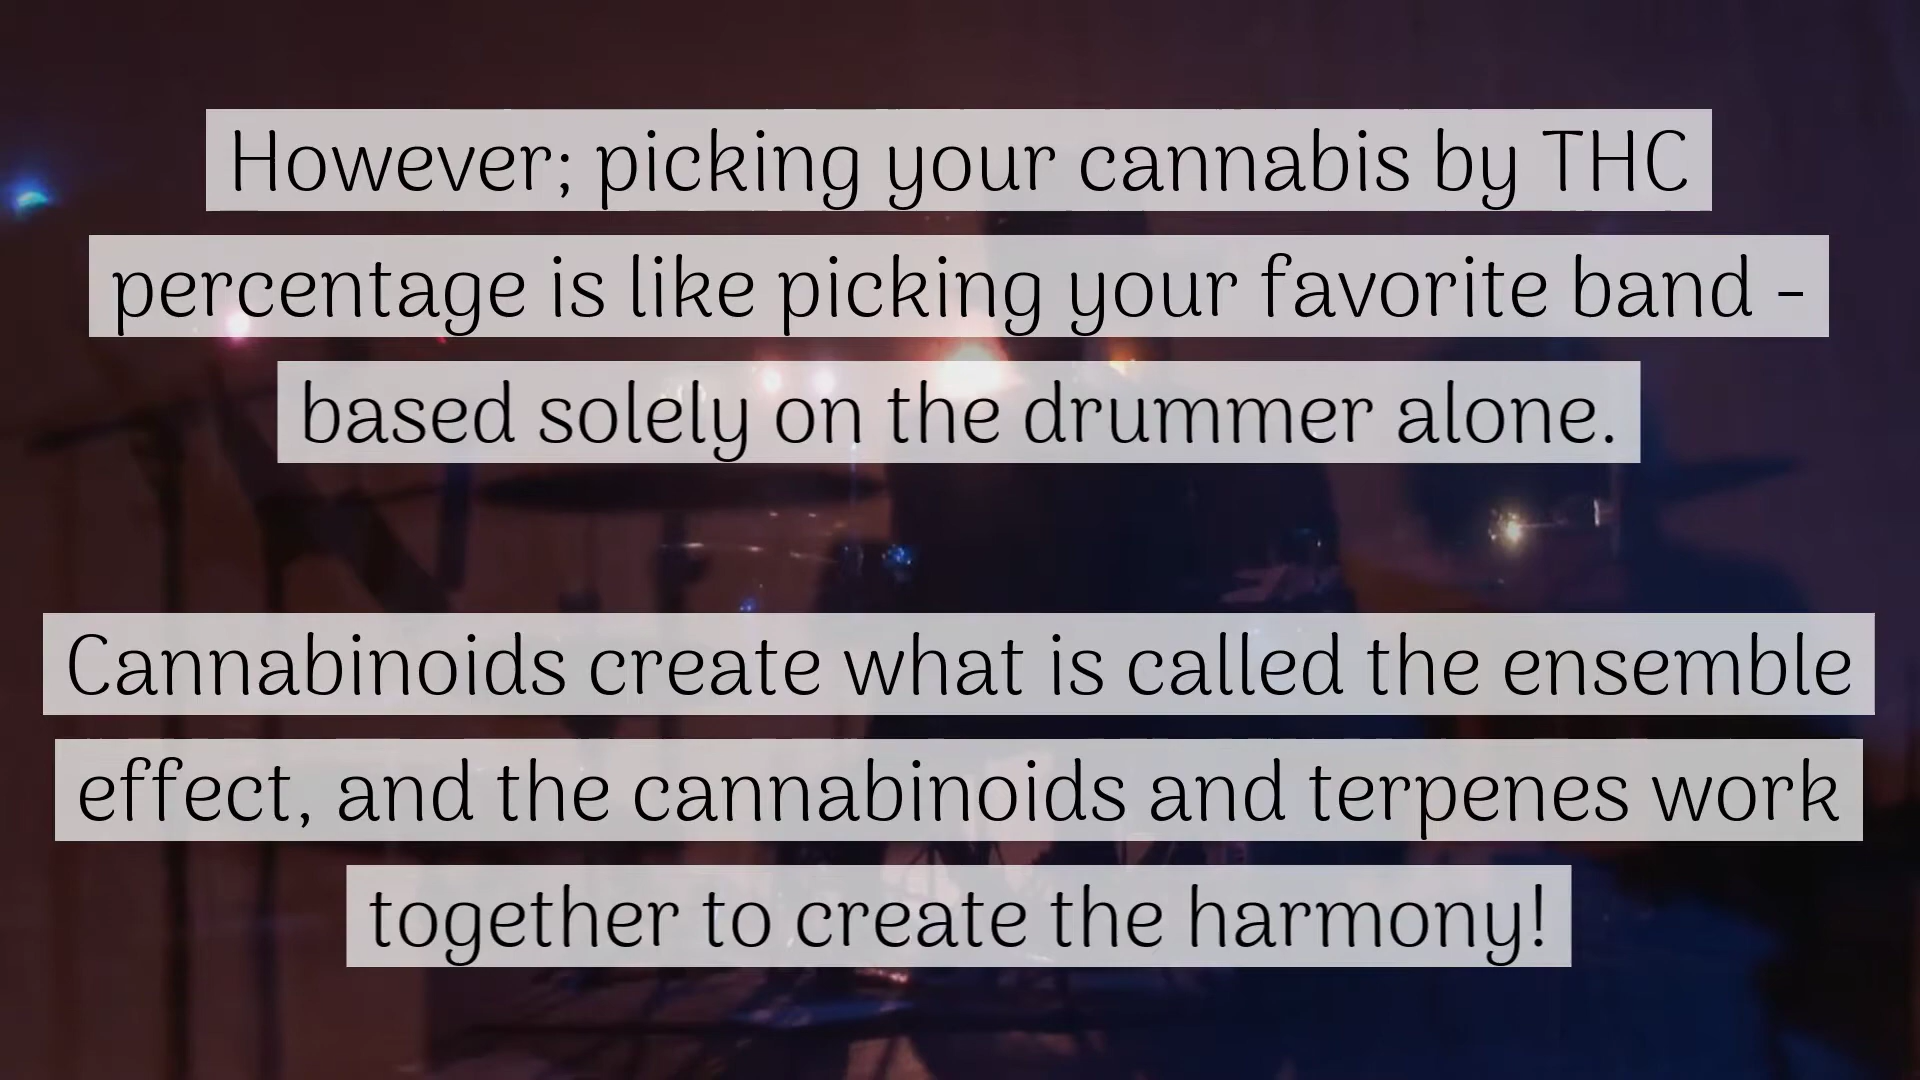 However; picking your cannabis by THC
percentage is like picking your favorite band -
based solely on the drummer alone.
Cannabinoids create what is called the ensemble
effect, and the cannabinoids and terpenes work
together to create the harmony!